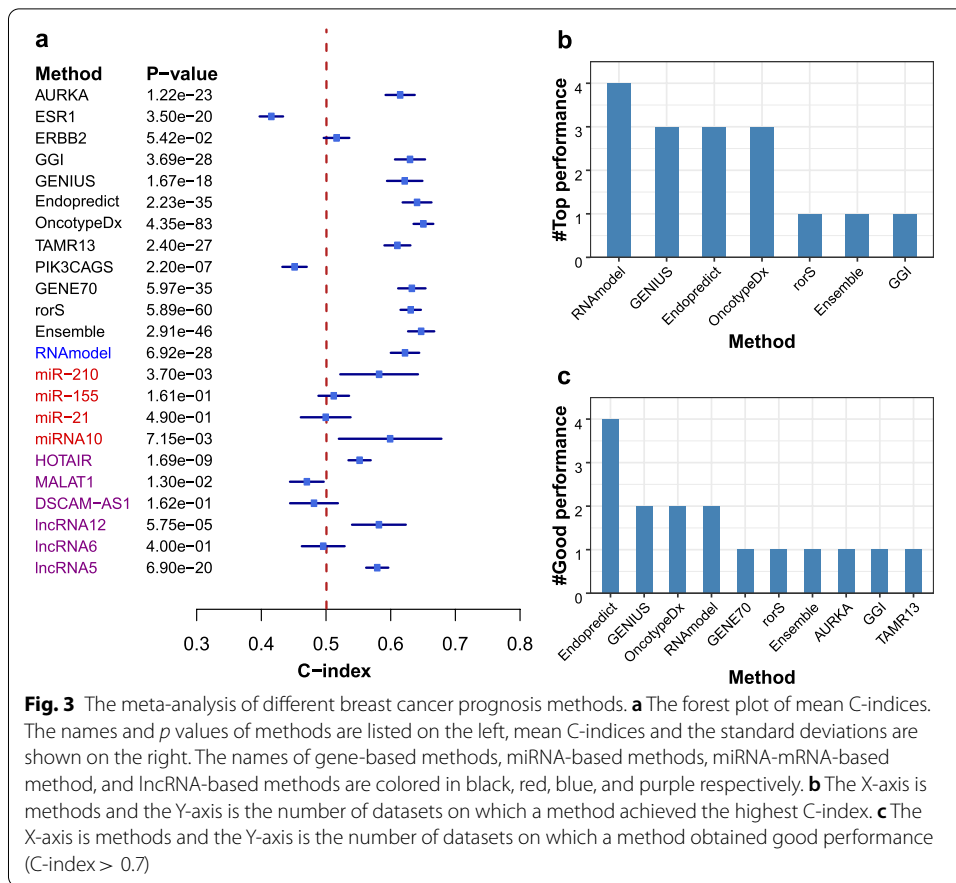 a
Method P−value
AURKA 1.22e−23
ESR1 3.50e−20
ERBB2 5.42e−02
GGI 3.69e−28
GENIUS 1.67e−18
Endopredict 2.23e−35
OncotypeDx 4.35e−83
TAMR13 2.40e−27
PIK3CAGS 2.20e−07
GENE70 5.97e−35
rorS 5.89e−60
Ensemble 2.91e−46
RNAmodel 6.92e−28
miR−210 3.70e−03
miR−155 1.61e−01
miR−21 4.90e−01
miRNA10 7.15e−03
HOTAIR 1.69e−09
MALAT1 1.30e−02
DSCAM−AS1 1.62e−01
lncRNA12 5.75e−05
lncRNA6 4.00e−01
lncRNA5 6.90e−20
0.3 0.4 0.5 0.6 0.7 0.8
C−index
b
#Top performance
4
3
2
1
0
RNAmodel GENIUS Endopredict OncotypeDx rorS Ensemble GGI
Method
c
#Good performance
4
3
2
1
0
Endopredict GENIUS OncotypeDx RNAmodel GENE70 rorS Ensemble AURKA GGI TAMR13
Method
Fig. 3 The meta-analysis of different breast cancer prognosis methods. a The forest plot of mean C-indices.
The names and p values of methods are listed on the left, mean C-indices and the standard deviations are
shown on the right. The names of gene-based methods, miRNA-based methods, miRNA-mRNA-based
method, and lncRNA-based methods are colored in black, red, blue, and purple respectively. b The X-axis is
methods and the Y-axis is the number of datasets on which a method achieved the highest C-index. c The
X-axis is methods and the Y-axis is the number of datasets on which a method obtained good performance
(C-index > 0.7)